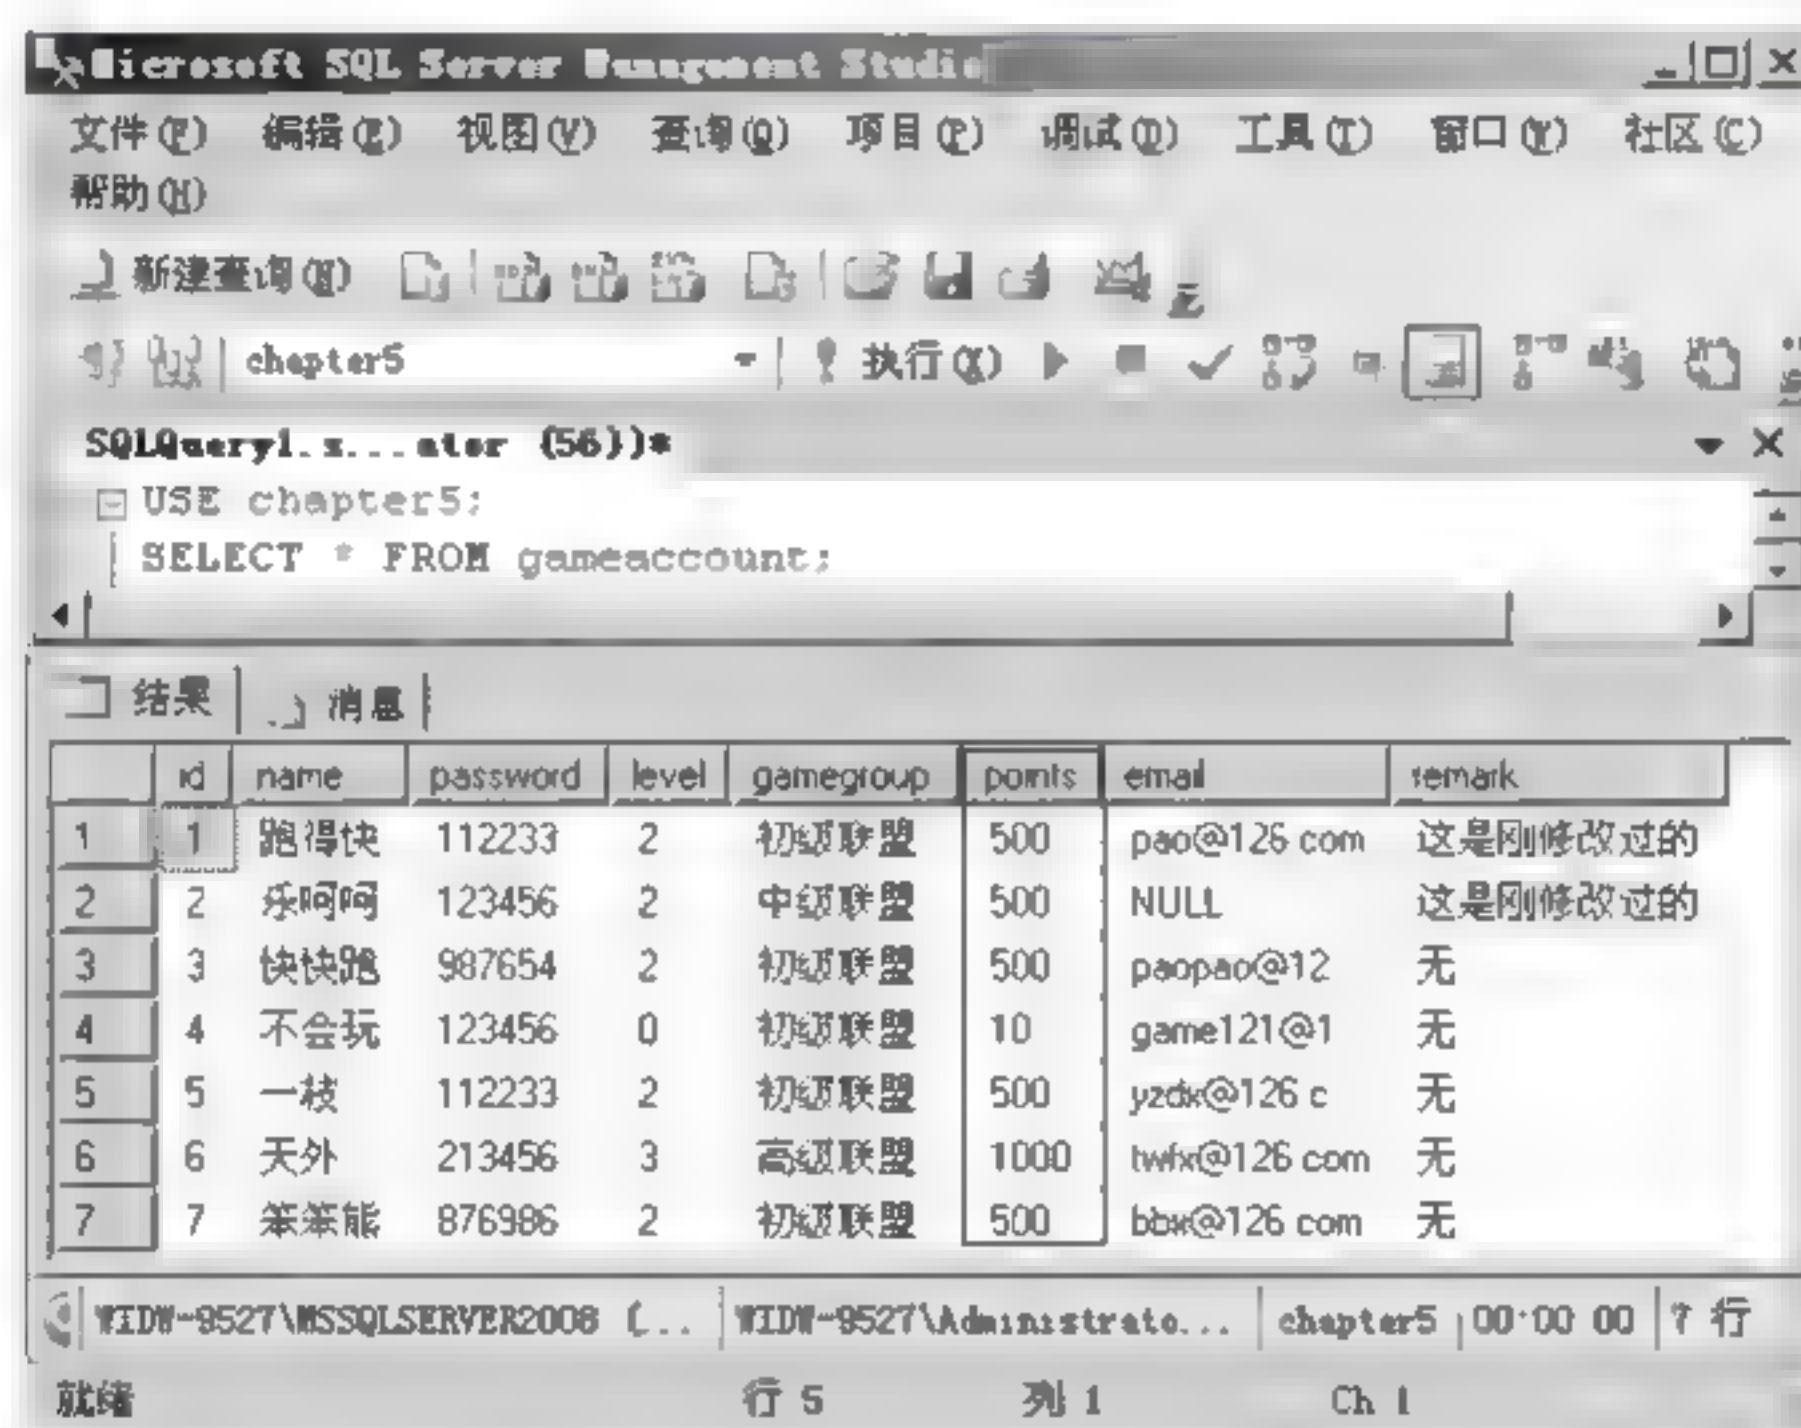 Microsoft SQL Server Management Studio
文件(F) 编辑(E) 视图(V) 查询(Q) 项目(P) 调试(D) 工具(T) 窗口(W) 社区(C)
帮助(H)
新建查询(N)
chapter5 执行(X)
SQLQuery1.s...ator (56))*
USE chapter5;
SELECT * FROM gameaccount;
结果 消息
id name password level gamegroup points email remark
1 1 跑得快 112233 2 初级联盟 500 pao@126.com 这是刚修改过的
2 2 乐呵呵 123456 2 中级联盟 500 NULL 这是刚修改过的
3 3 快快跑 987654 2 初级联盟 500 paopao@12 无
4 4 不会玩 123456 0 初级联盟 10 game121@1 无
5 5 一枝 112233 2 初级联盟 500 yzdx@126.c 无
6 6 天外 213456 3 高级联盟 1000 twfx@126.com 无
7 7 笨笨熊 876986 2 初级联盟 500 bbx@126.com 无
WIDW-9527\MSSQLSERVER2008 (... WIDW-9527\Administrato... chapter5 00:00:00 7 行
就绪 行 5 列 1 Ch 1